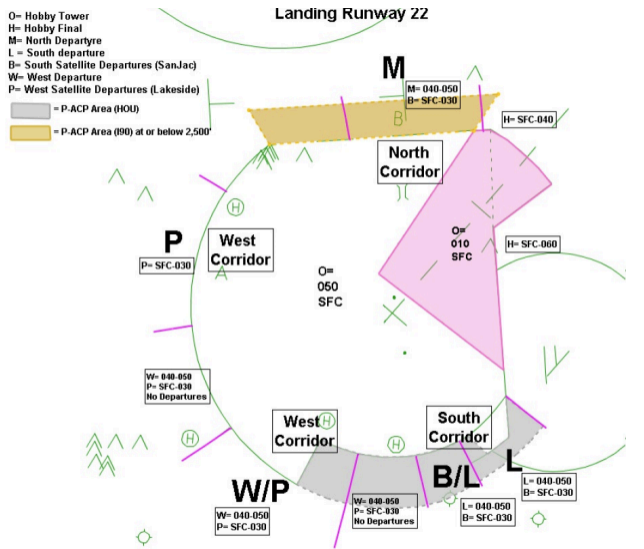 Landing Runway 22
O= Hobby Tower
H= Hobby Final
M= North Departyre
L = South departure
B= South Satellite Departures (SanJac)
W= West Departure
P= West Satellite Departures (Lakeside)
= P-ACP Area (HOU)
= P-ACP Area (I90) at or below 2,500'
M
M= 040-050
B= SFC-030
B
H= SFC-040
North
Corridor
H
P
P= SFC-030
West
Corridor
O=
010
SFC
H= SFC-060
O=
050
SFC
W= 040-050
P= SFC-030
No Departures
West
Corridor
H
South
Corridor
H
H
W/P
B/L
L
W= 040-050
P= SFC-030
W= 040-050
P= SFC-030
No Departures
L= 040-050
B= SFC-030
L= 040-050
B= SFC-030